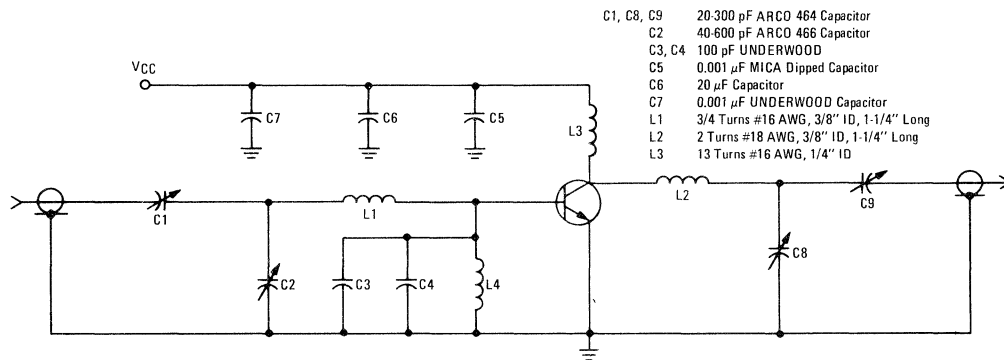 C1, C8, C9 20-300 pF ARCO 464 Capacitor
C2 40-600 pF ARCO 466 Capacitor
C3, C4 100 pF UNDERWOOD
C5 0.001 μF MICA Dipped Capacitor
C6 20 μF Capacitor
C7 0.001 μF UNDERWOOD Capacitor
L1 3/4 Turns #16 AWG, 3/8" ID, 1-1/4" Long
L2 2 Turns #18 AWG, 3/8" ID, 1-1/4" Long
L3 13 Turns #16 AWG, 1/4" ID
VCC
C7
C6
C5
L3
C1
L1
L2
C9
C2
C3
C4
L4
C8